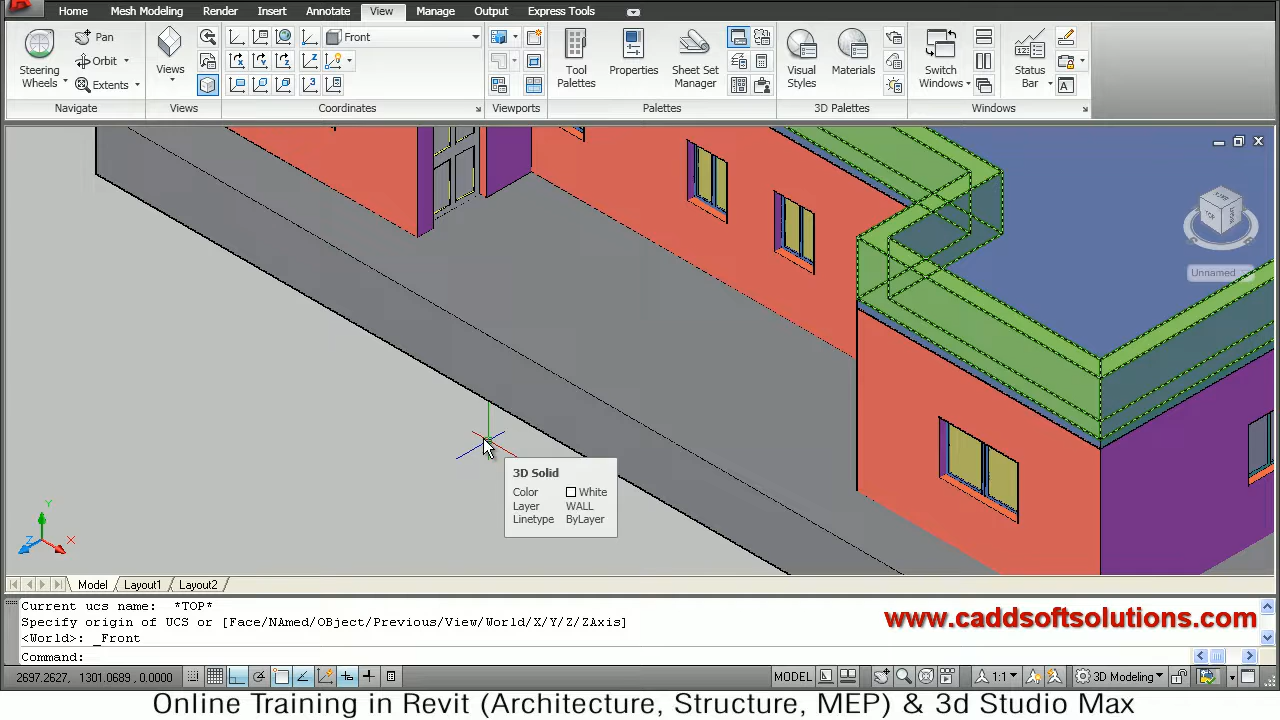 Home Mesh Modeling Render Insert Annotate View Manage Output Express Tools
Pan
Orbit
Extents
Steering Wheels
Navigate
Views
Views
Front
Coordinates
Viewports
Tool Palettes
Properties
Sheet Set Manager
Palettes
Visual Styles
Materials
3D Palettes
Switch Windows
Status Bar
Windows
TOP
Unnamed
3D Solid
Color White
Layer WALL
Linetype ByLayer
Y
Z X
Model Layout1 Layout2
Current ucs name: *TOP*
Specify origin of UCS or [Face/NAmed/OBject/Previous/View/World/X/Y/Z/ZAxis]
<World>: _Front
Command:
www.caddsoftsolutions.com
2697.2627, 1301.0689, 0.0000 MODEL 1:1 3D Modeling
Online Training in Revit (Architecture, Structure, MEP) & 3d Studio Max